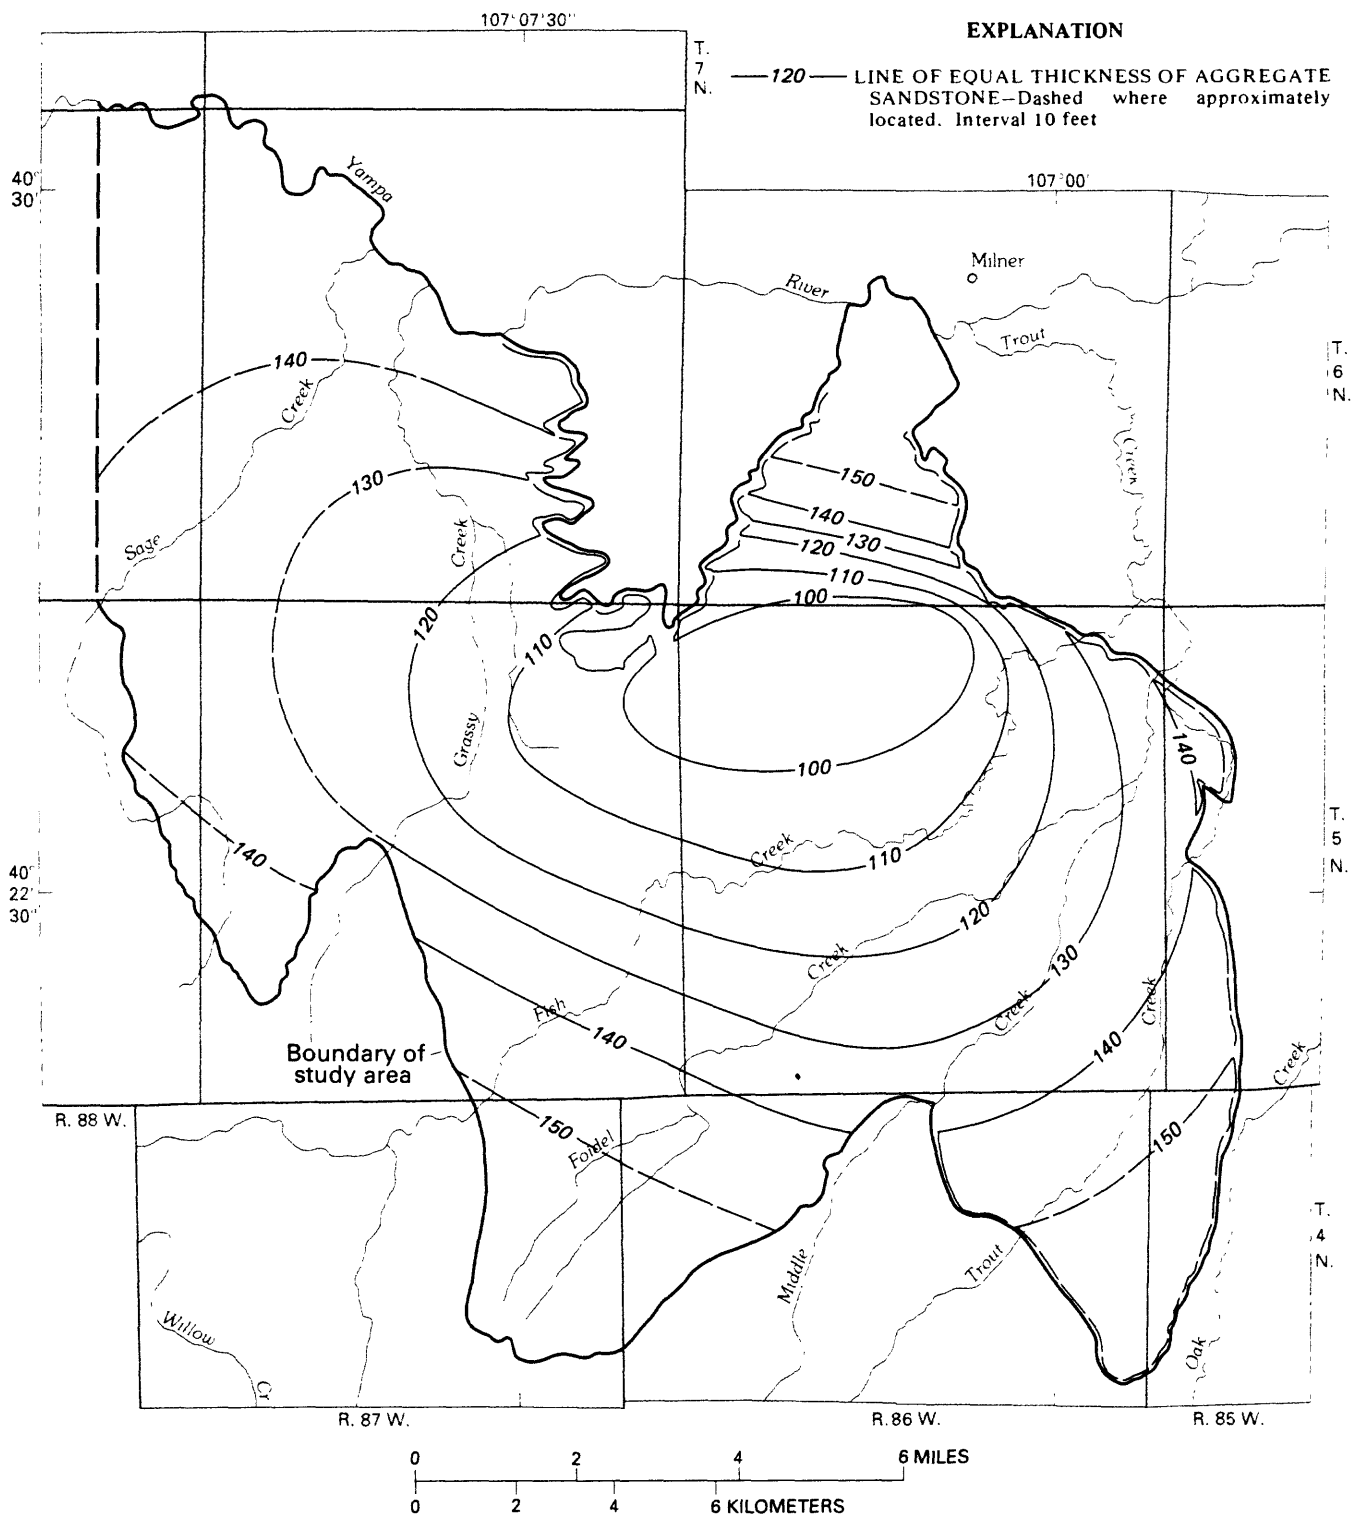 107°07'30"
EXPLANATION
T.
7
N.
—120— LINE OF EQUAL THICKNESS OF AGGREGATE
SANDSTONE—Dashed where approximately
located. Interval 10 feet
40°
30'
107°00'
Yampa
River
Milner
Trout
Creek
T.
6
N.
140
Creek
130
Sage
Creek
150
140
130
120
110
100
120
110
Grassy
100
140
Creek
110
T.
5
N.
40°
22'
30"
140
120
Creek
130
Fish
Creek
Creek
140
140
Creek
Boundary of
study area
R. 88 W.
150
Foidel
150
T.
4
N.
Middle
Trout
Willow
Cr
Oak
R. 87 W.
R. 86 W.
R. 85 W.
0
2
4
6 MILES
0
2
4
6 KILOMETERS